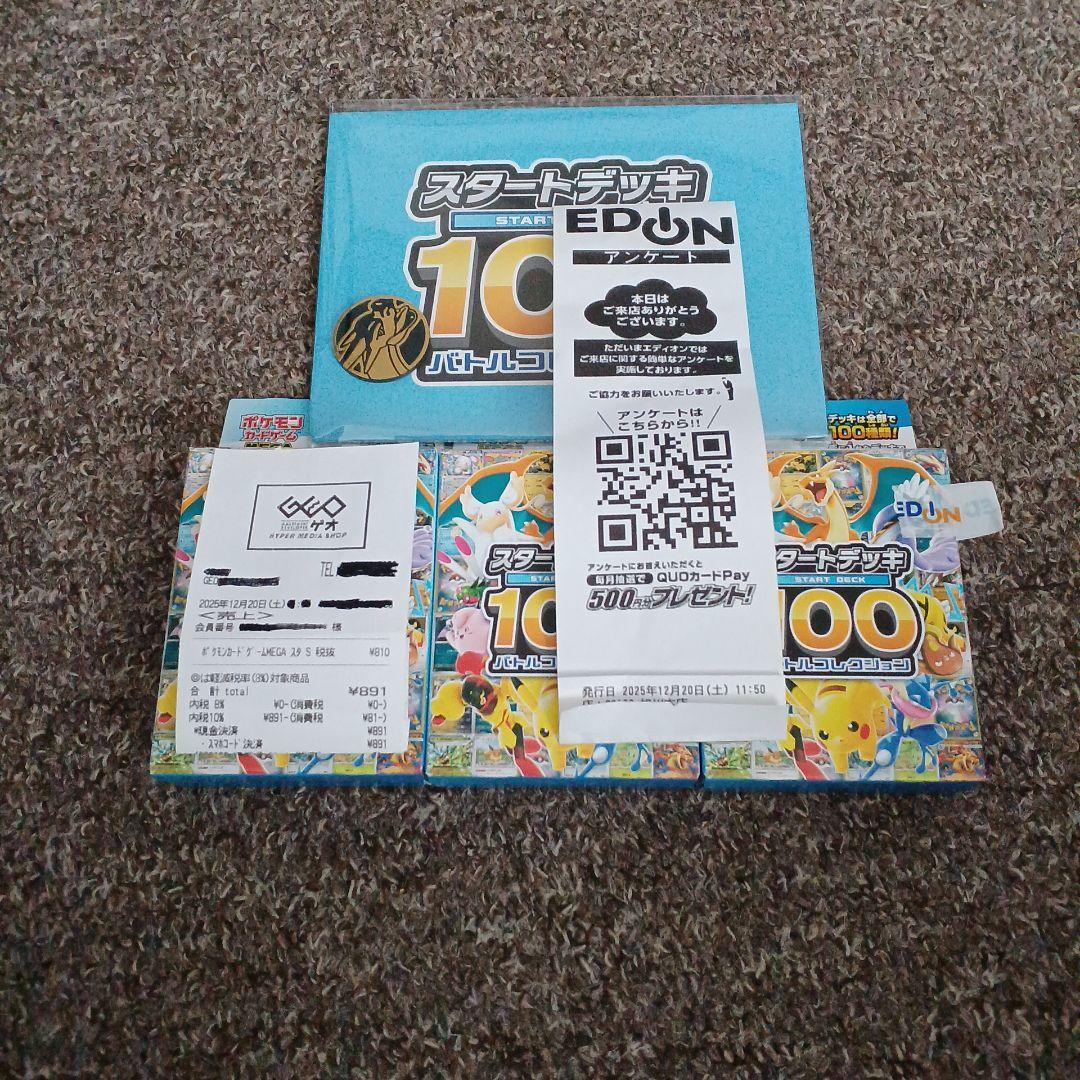 スタートデッキ
START
10
バトルコレ
EDION
アンケート
本日は
ご来店ありがとう
ございます。
ただいまエディオンでは
ご来店に関する簡単なアンケートを
実施しております。
ご協力をお願いいたします。
アンケートは
こちらから!!
アンケートにお答えいただくと
毎月抽選で QUOカードPay
500円分プレゼント!
発行日 2025年12月20日(土) 11:50
ポケモン
カードゲーム
MEGA
GEO
ゲオ
HYPER MEDIA SHOP
TEL
GEO
2025年12月20日(土)
<売上>
会員番号 様
ポケモンカードゲームMEGA スタS 税抜 ¥810
@は軽減税率(8%)対象商品
合 計 total ¥891
内税 8% ¥0-(消費税 ¥0-)
内税10% ¥891-(消費税 ¥81-)
*現金決済 ¥891
・スマホコード決済 ¥891
スタ
STA
10
バト
デッキは全部で
100種類!
EDION
タートデッキ
START DECK
100
トルコレクション